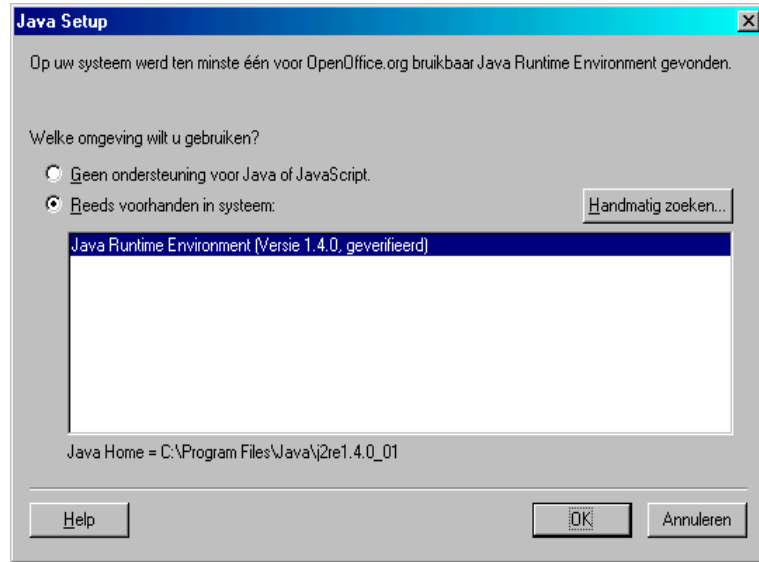 Java Setup
Op uw systeem werd ten minste één voor OpenOffice.org bruikbaar Java Runtime Environment gevonden.
Welke omgeving wilt u gebruiken?
Geen ondersteuning voor Java of JavaScript.
Reeds voorhanden in systeem:
Handmatig zoeken...
Java Runtime Environment (Versie 1.4.0, geverifieerd)
Java Home = C:\Program Files\Java\j2re1.4.0_01
Help
OK
Annuleren